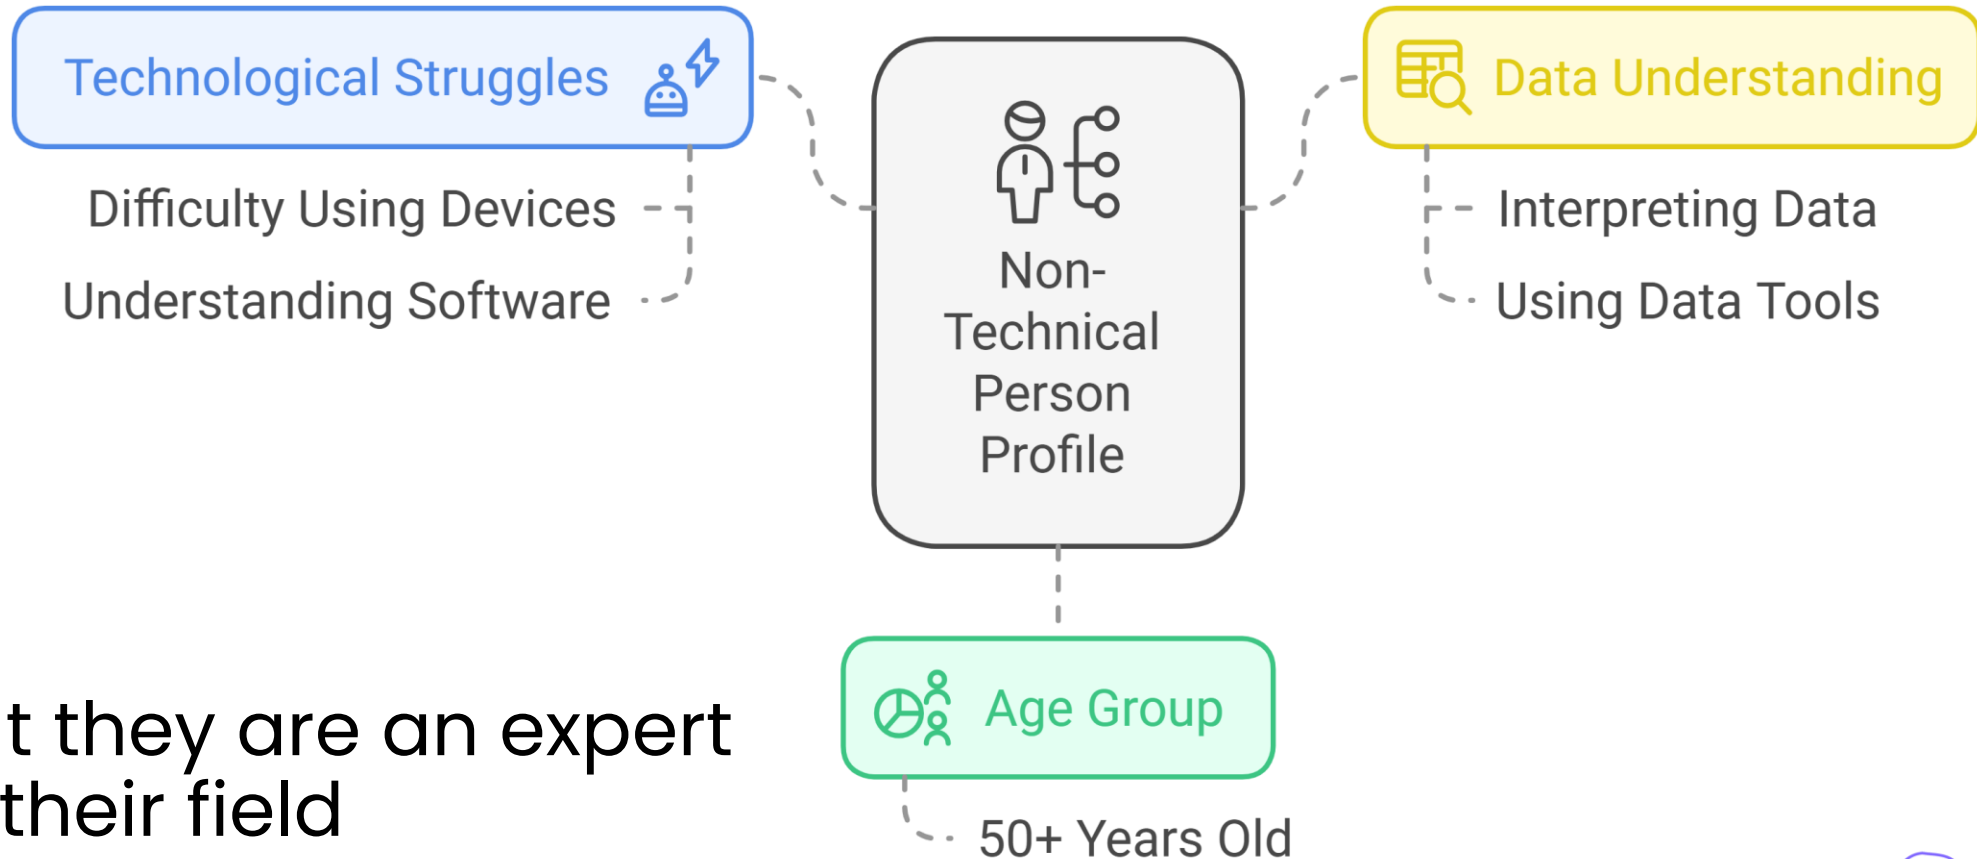 Technological Struggles
Difficulty Using Devices
Understanding Software
Non-
Technical
Person
Profile
Data Understanding
Interpreting Data
Using Data Tools
Age Group
50+ Years Old
t they are an expert
their field